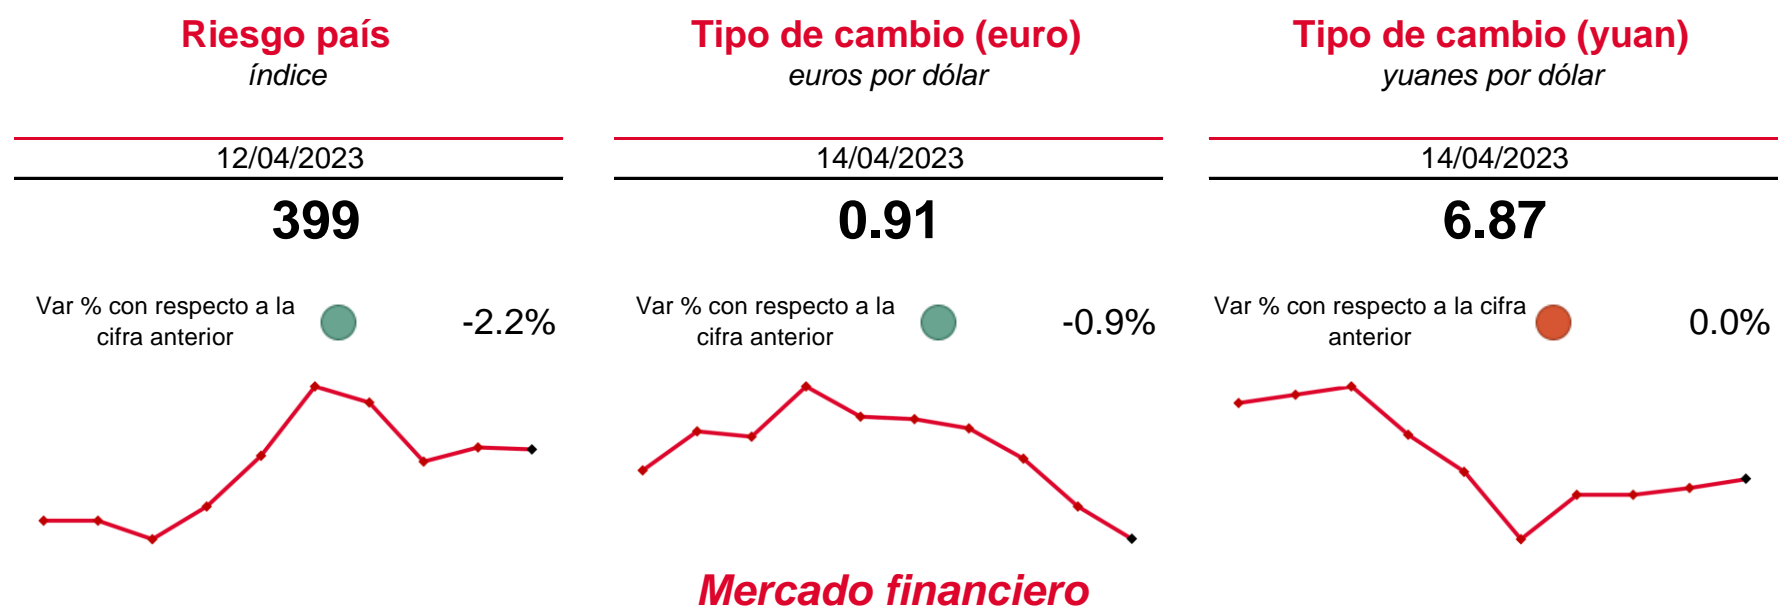 Riesgo país
índice
12/04/2023
399
Var % con respecto a la
cifra anterior
-2.2%
Tipo de cambio (euro)
euros por dólar
14/04/2023
0.91
Var % con respecto a la
cifra anterior
-0.9%
Tipo de cambio (yuan)
yuanes por dólar
14/04/2023
6.87
Var % con respecto a la cifra
anterior
0.0%
Mercado financiero